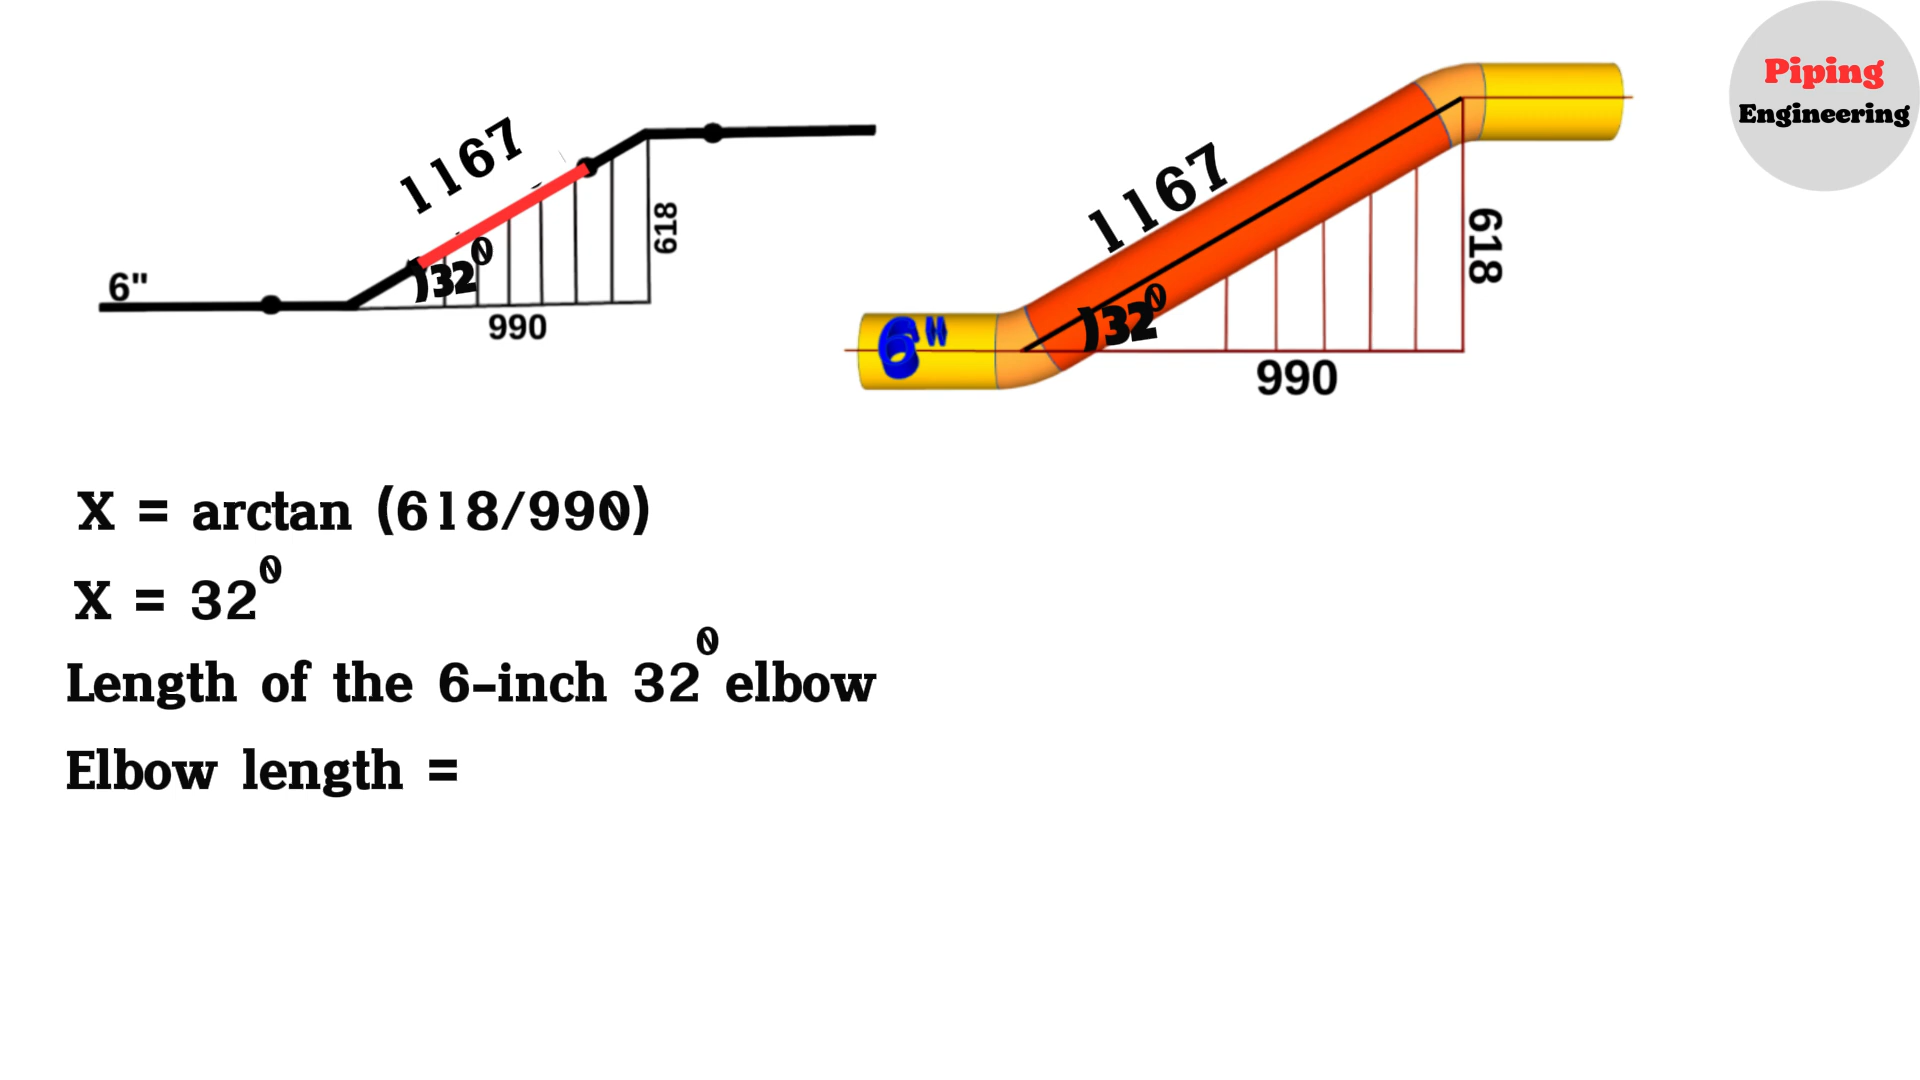 Piping
Engineering
1167
32⁰
618
6"
990
1167
32⁰
618
6"
990
X = arctan (618/990)
X = 32⁰
Length of the 6-inch 32⁰ elbow
Elbow length =